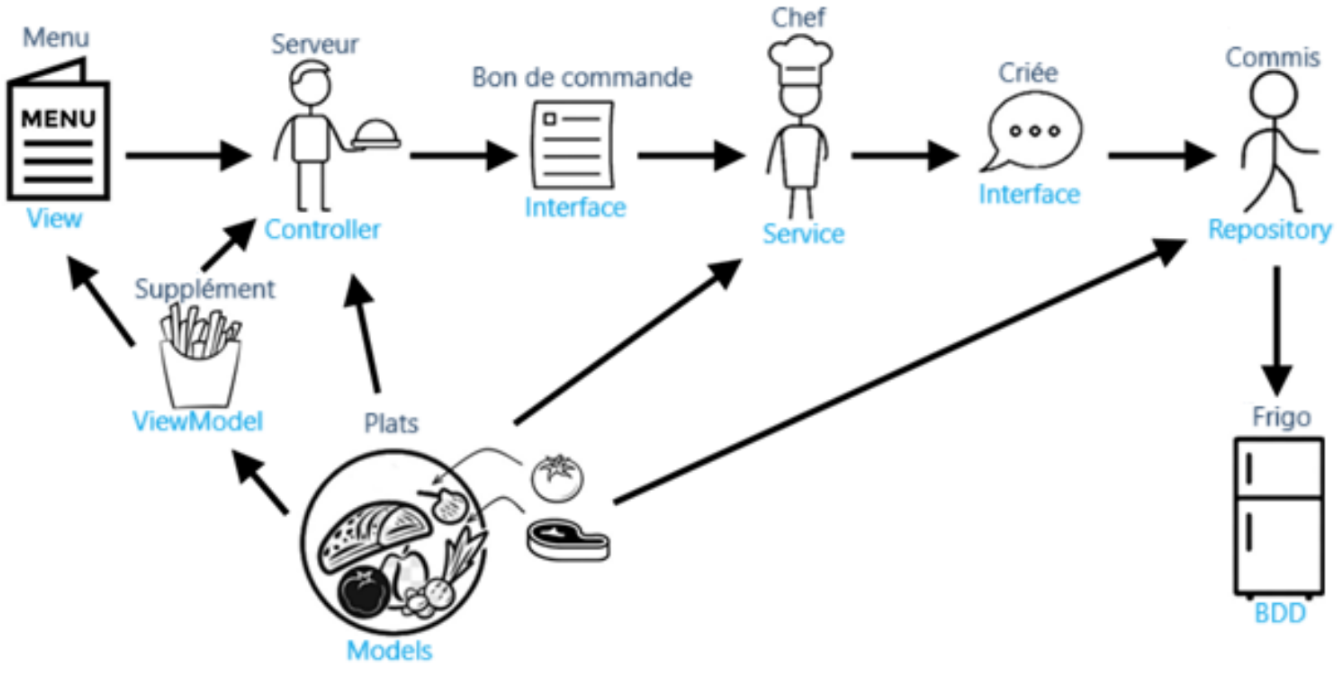 Menu
MENU
View
Serveur
Controller
Bon de commande
Interface
Chef
Service
Criée
Interface
Commis
Repository
Supplément
ViewModel
Plats
Models
Frigo
BDD